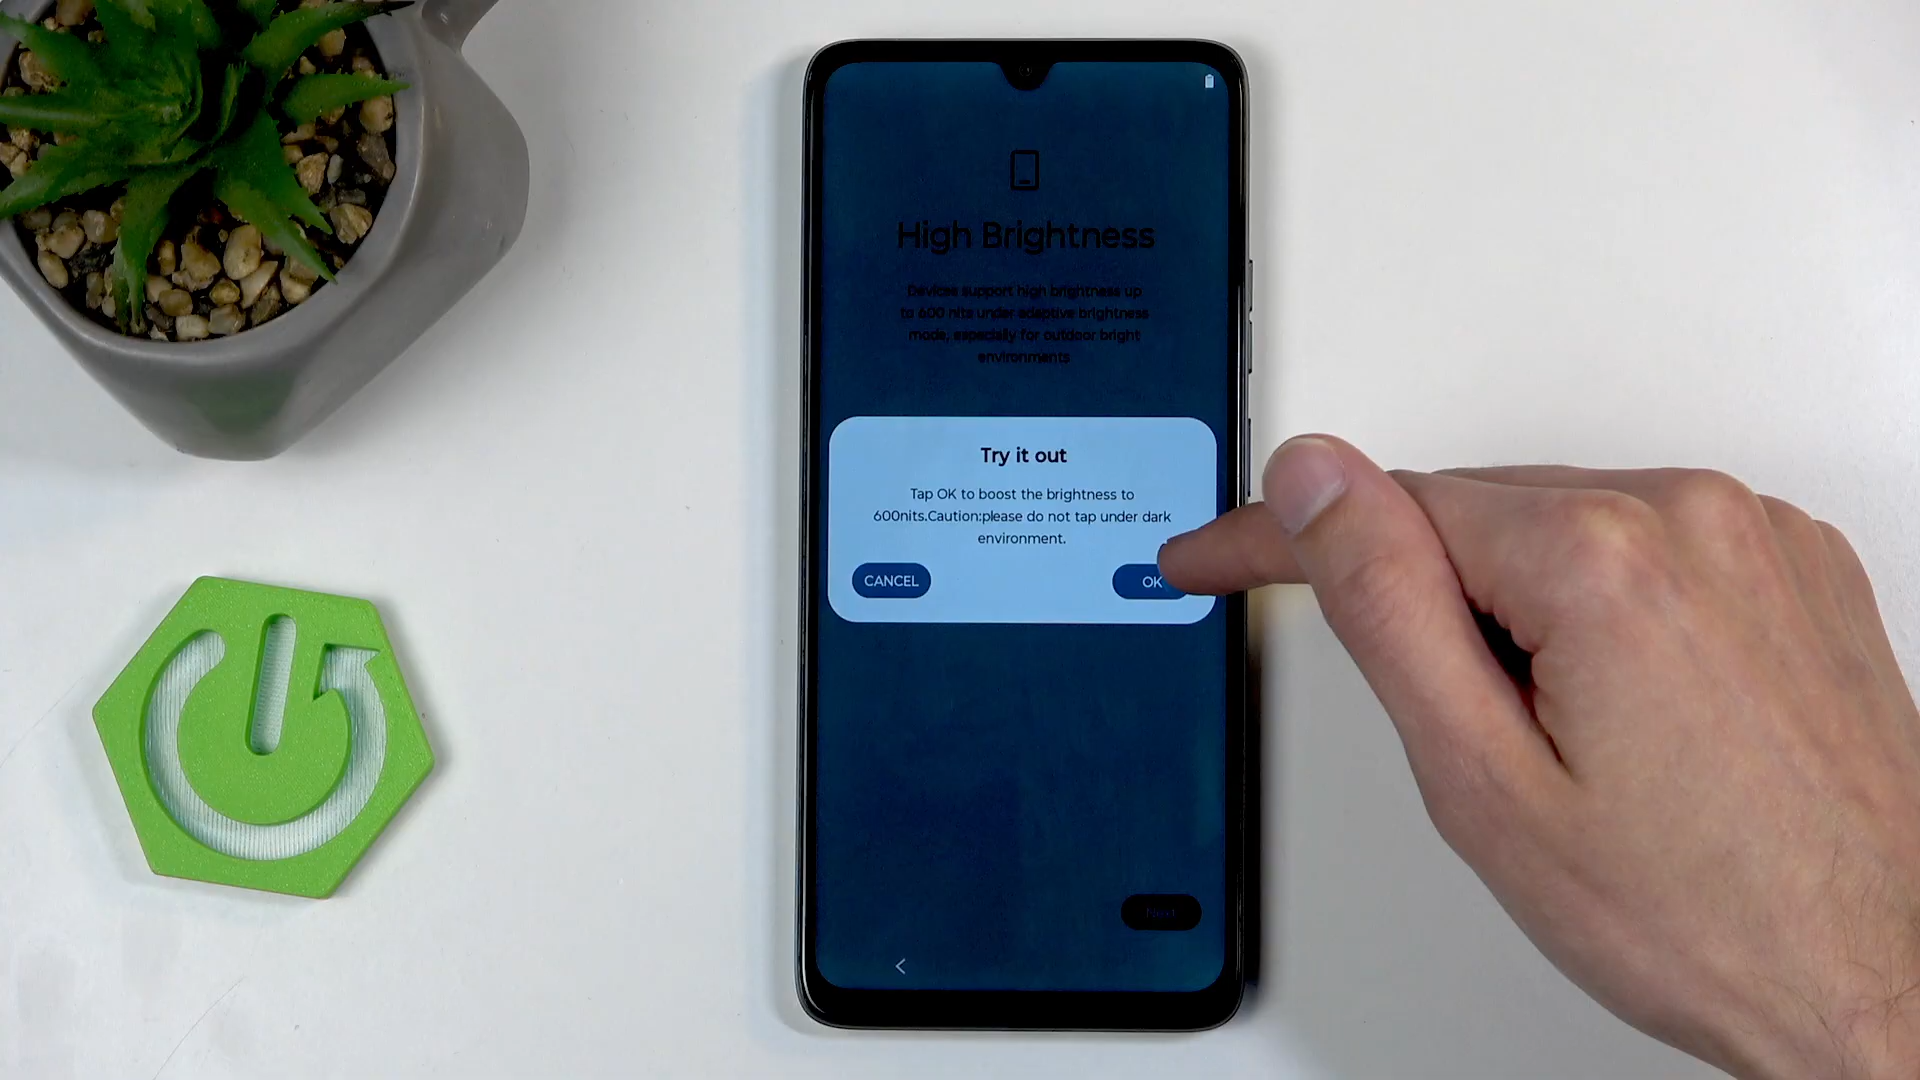 High Brightness
Devices support high brightness up
to 600 nits under adaptive brightness
mode, especially for outdoor bright
environments
Try it out
Tap OK to boost the brightness to
600nits.Caution:please do not tap under dark
environment.
CANCEL
OK
Next